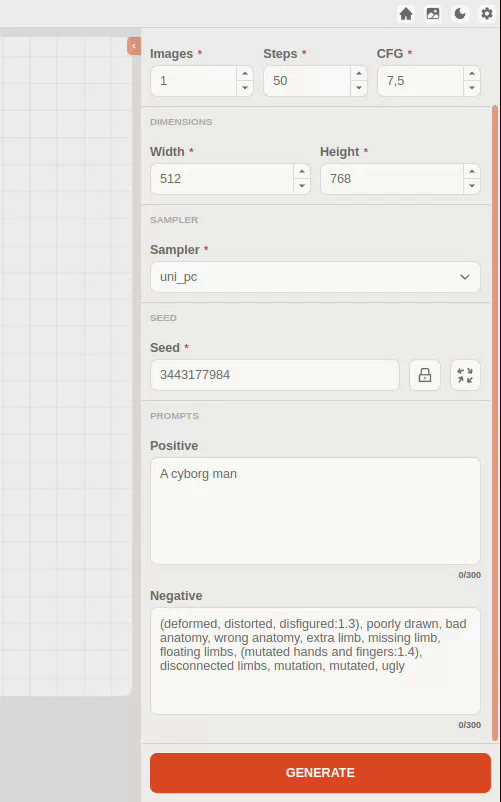 Images *
Steps *
CFG *
1
50
7,5
DIMENSIONS
Width *
Height *
512
768
SAMPLER
Sampler *
uni_pc
SEED
Seed *
3443177984
PROMPTS
Positive
A cyborg man
0/300
Negative
(deformed, distorted, disfigured:1.3), poorly drawn, bad
anatomy, wrong anatomy, extra limb, missing limb,
floating limbs, (mutated hands and fingers:1.4),
disconnected limbs, mutation, mutated, ugly
0/300
GENERATE